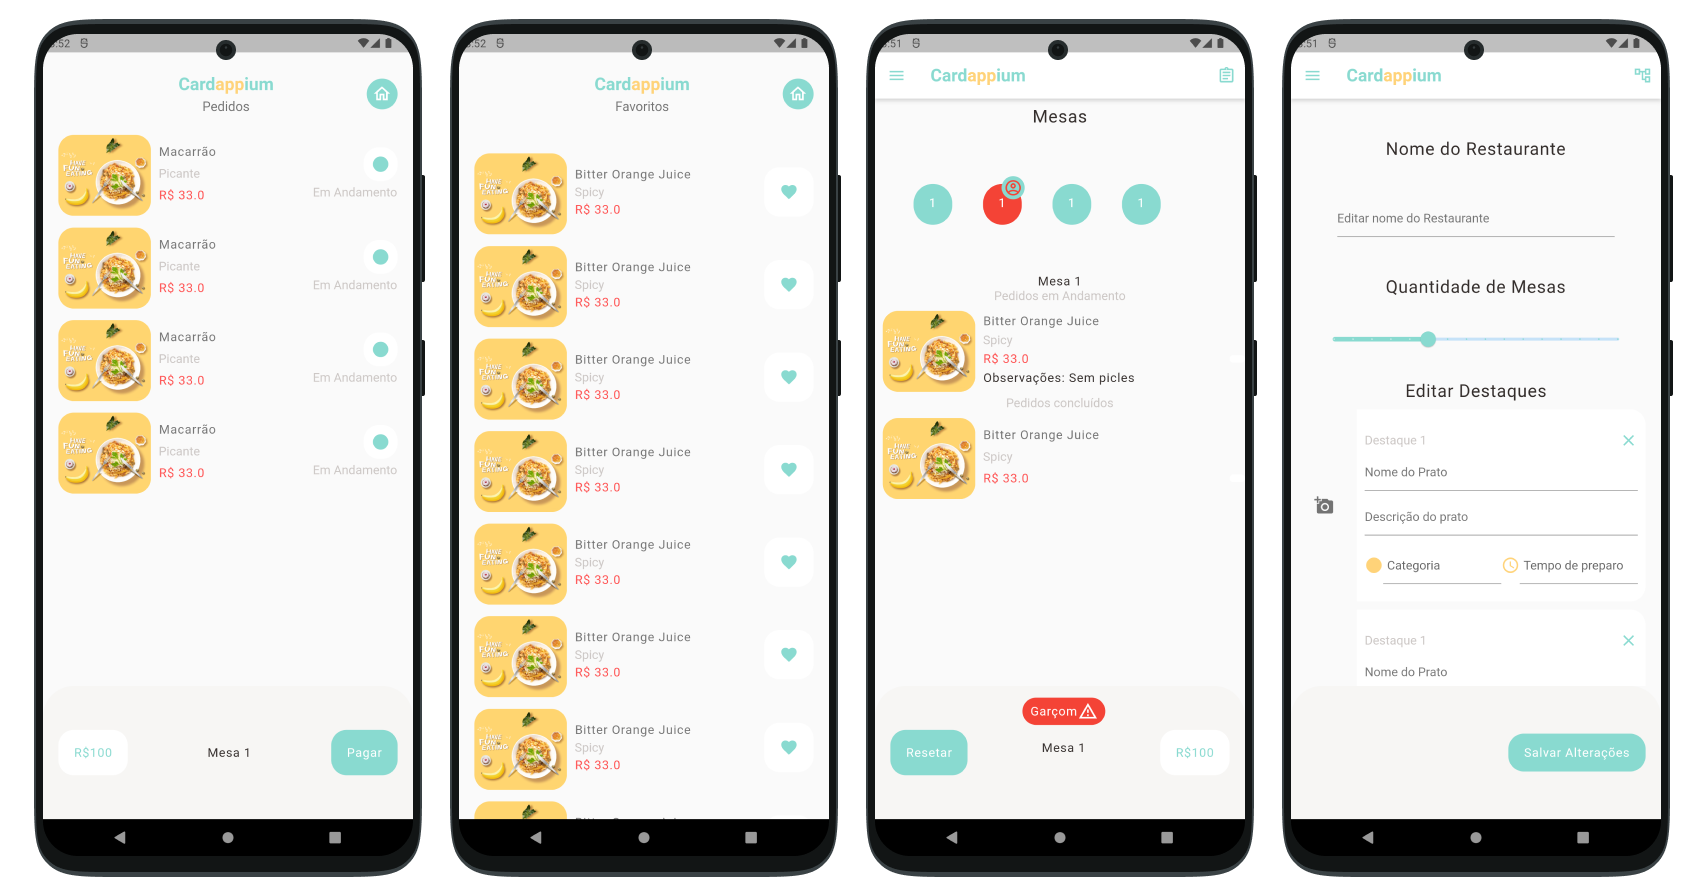 :52
Cardappium
Pedidos
Macarrão
Picante
R$ 33.0
Em Andamento
Macarrão
Picante
R$ 33.0
Em Andamento
Macarrão
Picante
R$ 33.0
Em Andamento
Macarrão
Picante
R$ 33.0
Em Andamento
R$100
Mesa 1
Pagar
:52
Cardappium
Favoritos
Bitter Orange Juice
Spicy
R$ 33.0
Bitter Orange Juice
Spicy
R$ 33.0
Bitter Orange Juice
Spicy
R$ 33.0
Bitter Orange Juice
Spicy
R$ 33.0
Bitter Orange Juice
Spicy
R$ 33.0
Bitter Orange Juice
Spicy
R$ 33.0
Bitter Orange Juice
Spicy
R$ 33.0
:51
Cardappium
Mesas
1
1
1
1
Mesa 1
Pedidos em Andamento
Bitter Orange Juice
Spicy
R$ 33.0
Observações: Sem picles
Pedidos concluídos
Bitter Orange Juice
Spicy
R$ 33.0
Garçom
Resetar
Mesa 1
R$100
:51
Cardappium
Nome do Restaurante
Editar nome do Restaurante
Quantidade de Mesas
Editar Destaques
Destaque 1
Nome do Prato
Descrição do prato
Categoria
Tempo de preparo
Destaque 1
Nome do Prato
Salvar Alterações